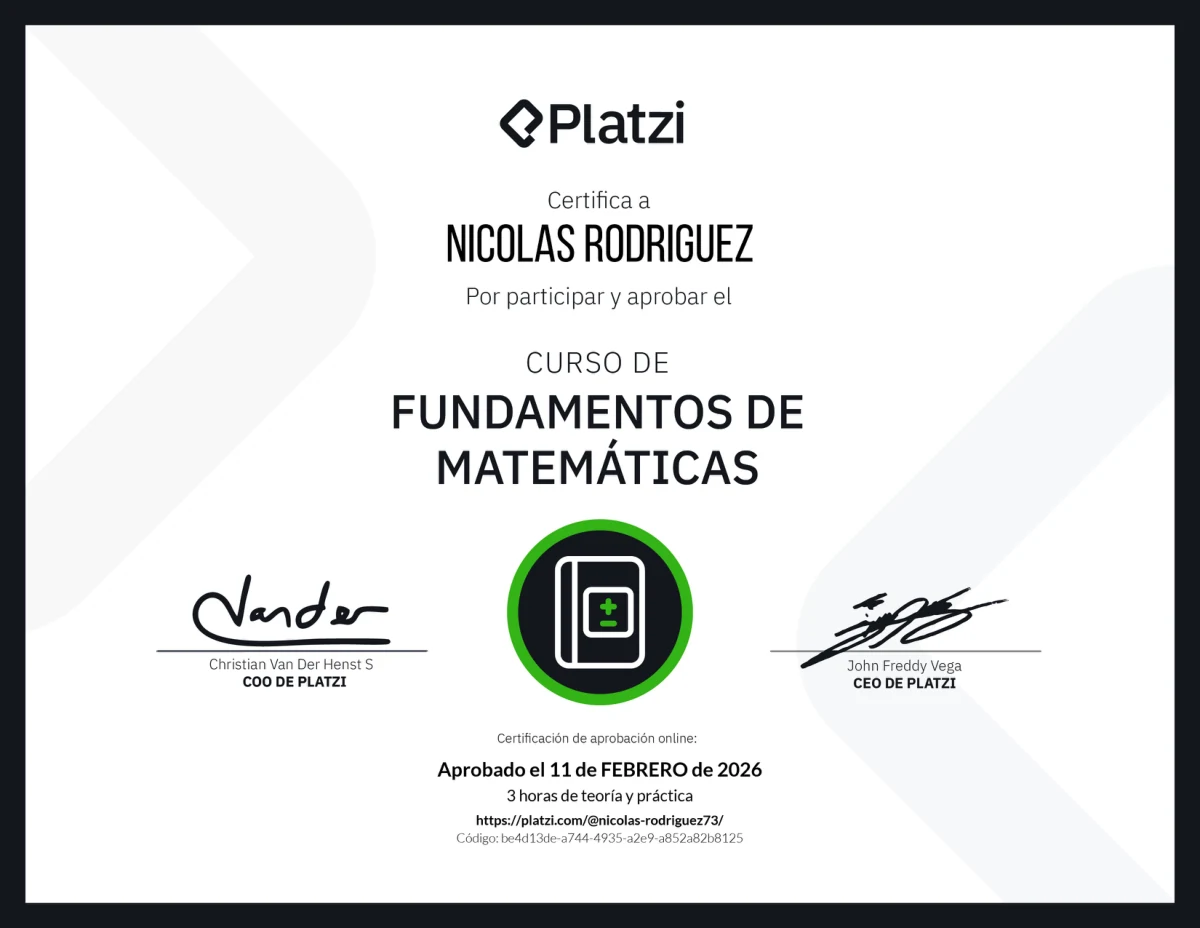 Platzi
Certifica a
NICOLAS RODRIGUEZ
Por participar y aprobar el
CURSO DE
FUNDAMENTOS DE
MATEMÁTICAS
Vander
Christian Van Der Henst S
COO DE PLATZI
John Freddy Vega
CEO DE PLATZI
Certificación de aprobación online:
Aprobado el 11 de FEBRERO de 2026
3 horas de teoría y práctica
https://platzi.com/@nicolas-rodriguez73/
Código: be4d13de-a744-4935-a2e9-a852a82b8125